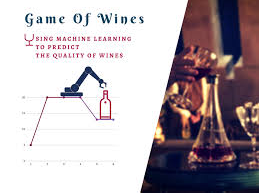 Game Of Wines
USING MACHINE LEARNING
TO PREDICT
THE QUALITY OF WINES